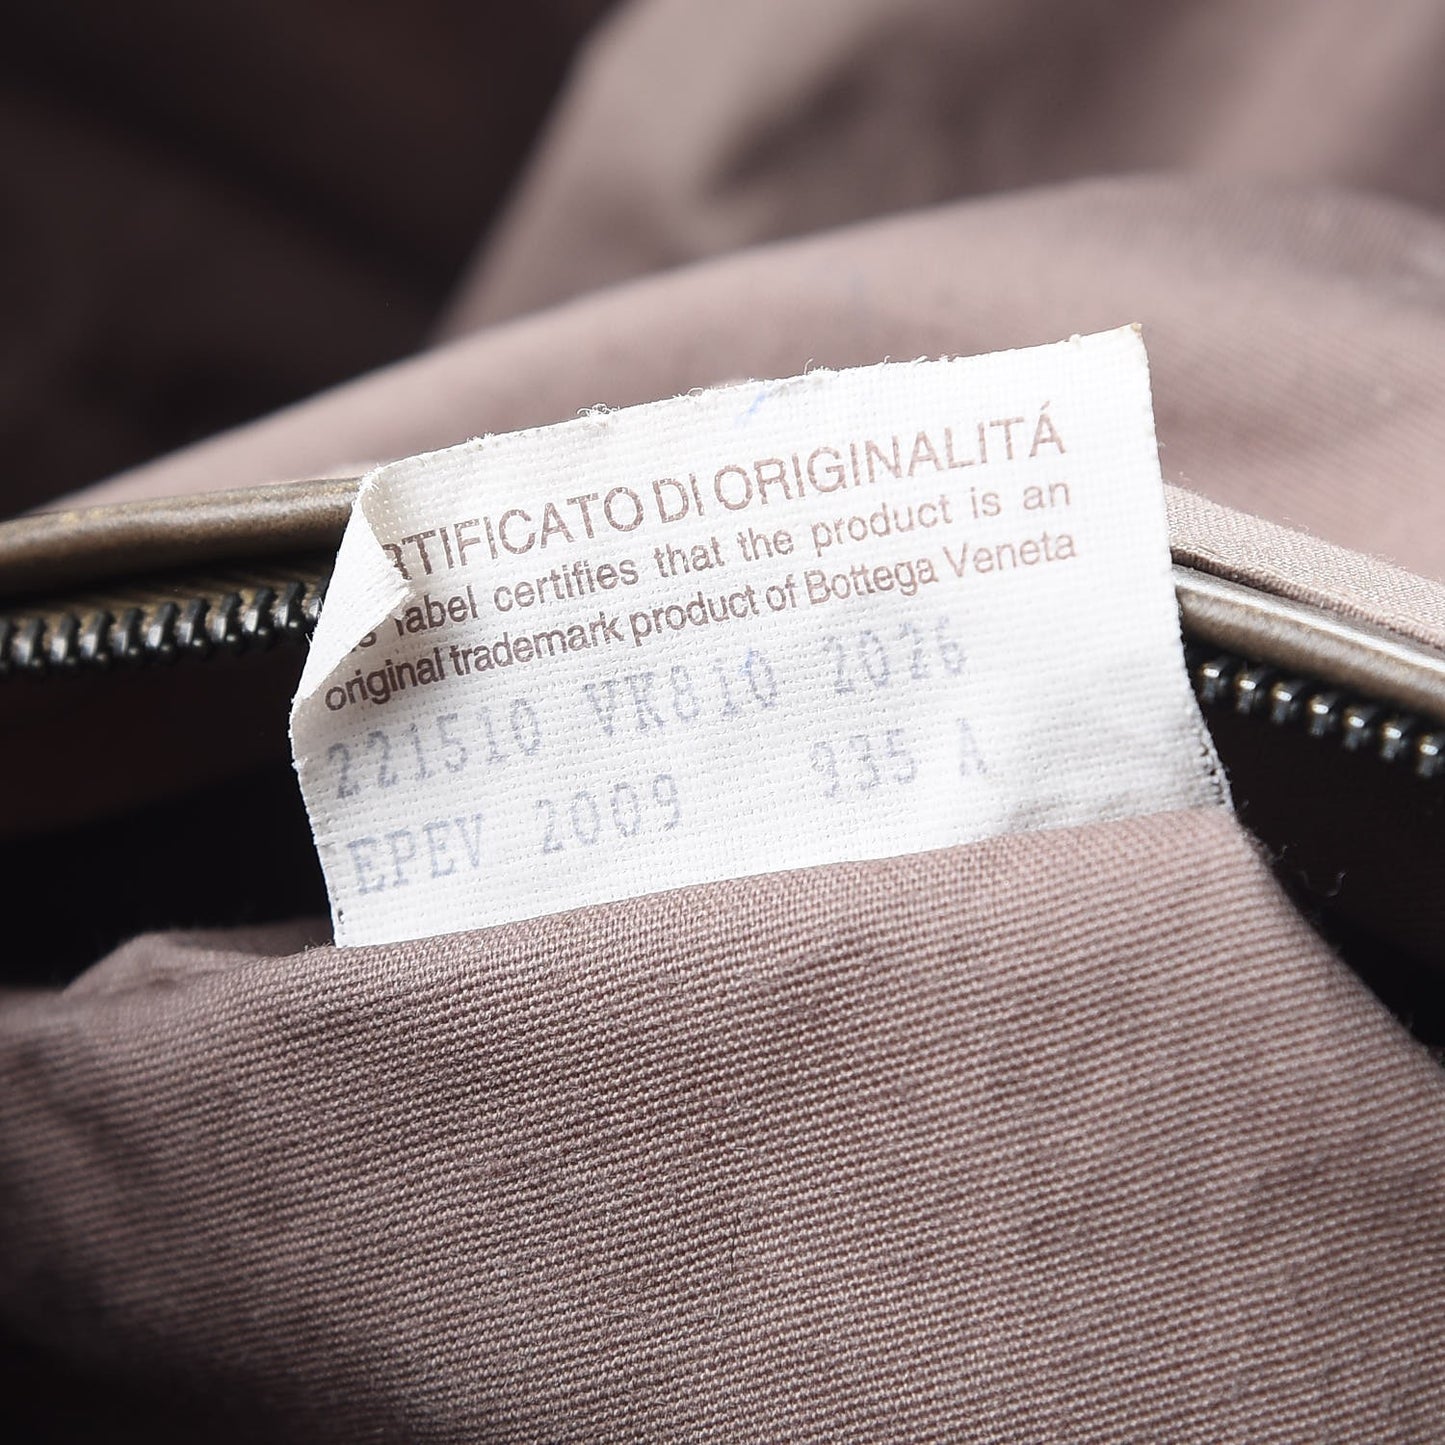 RTIFICATO DI ORIGINALITÁ
label certifies that the product is an
original trademark product of Bottega Veneta
221510 VK810 2026
EPEV 2009 935 A